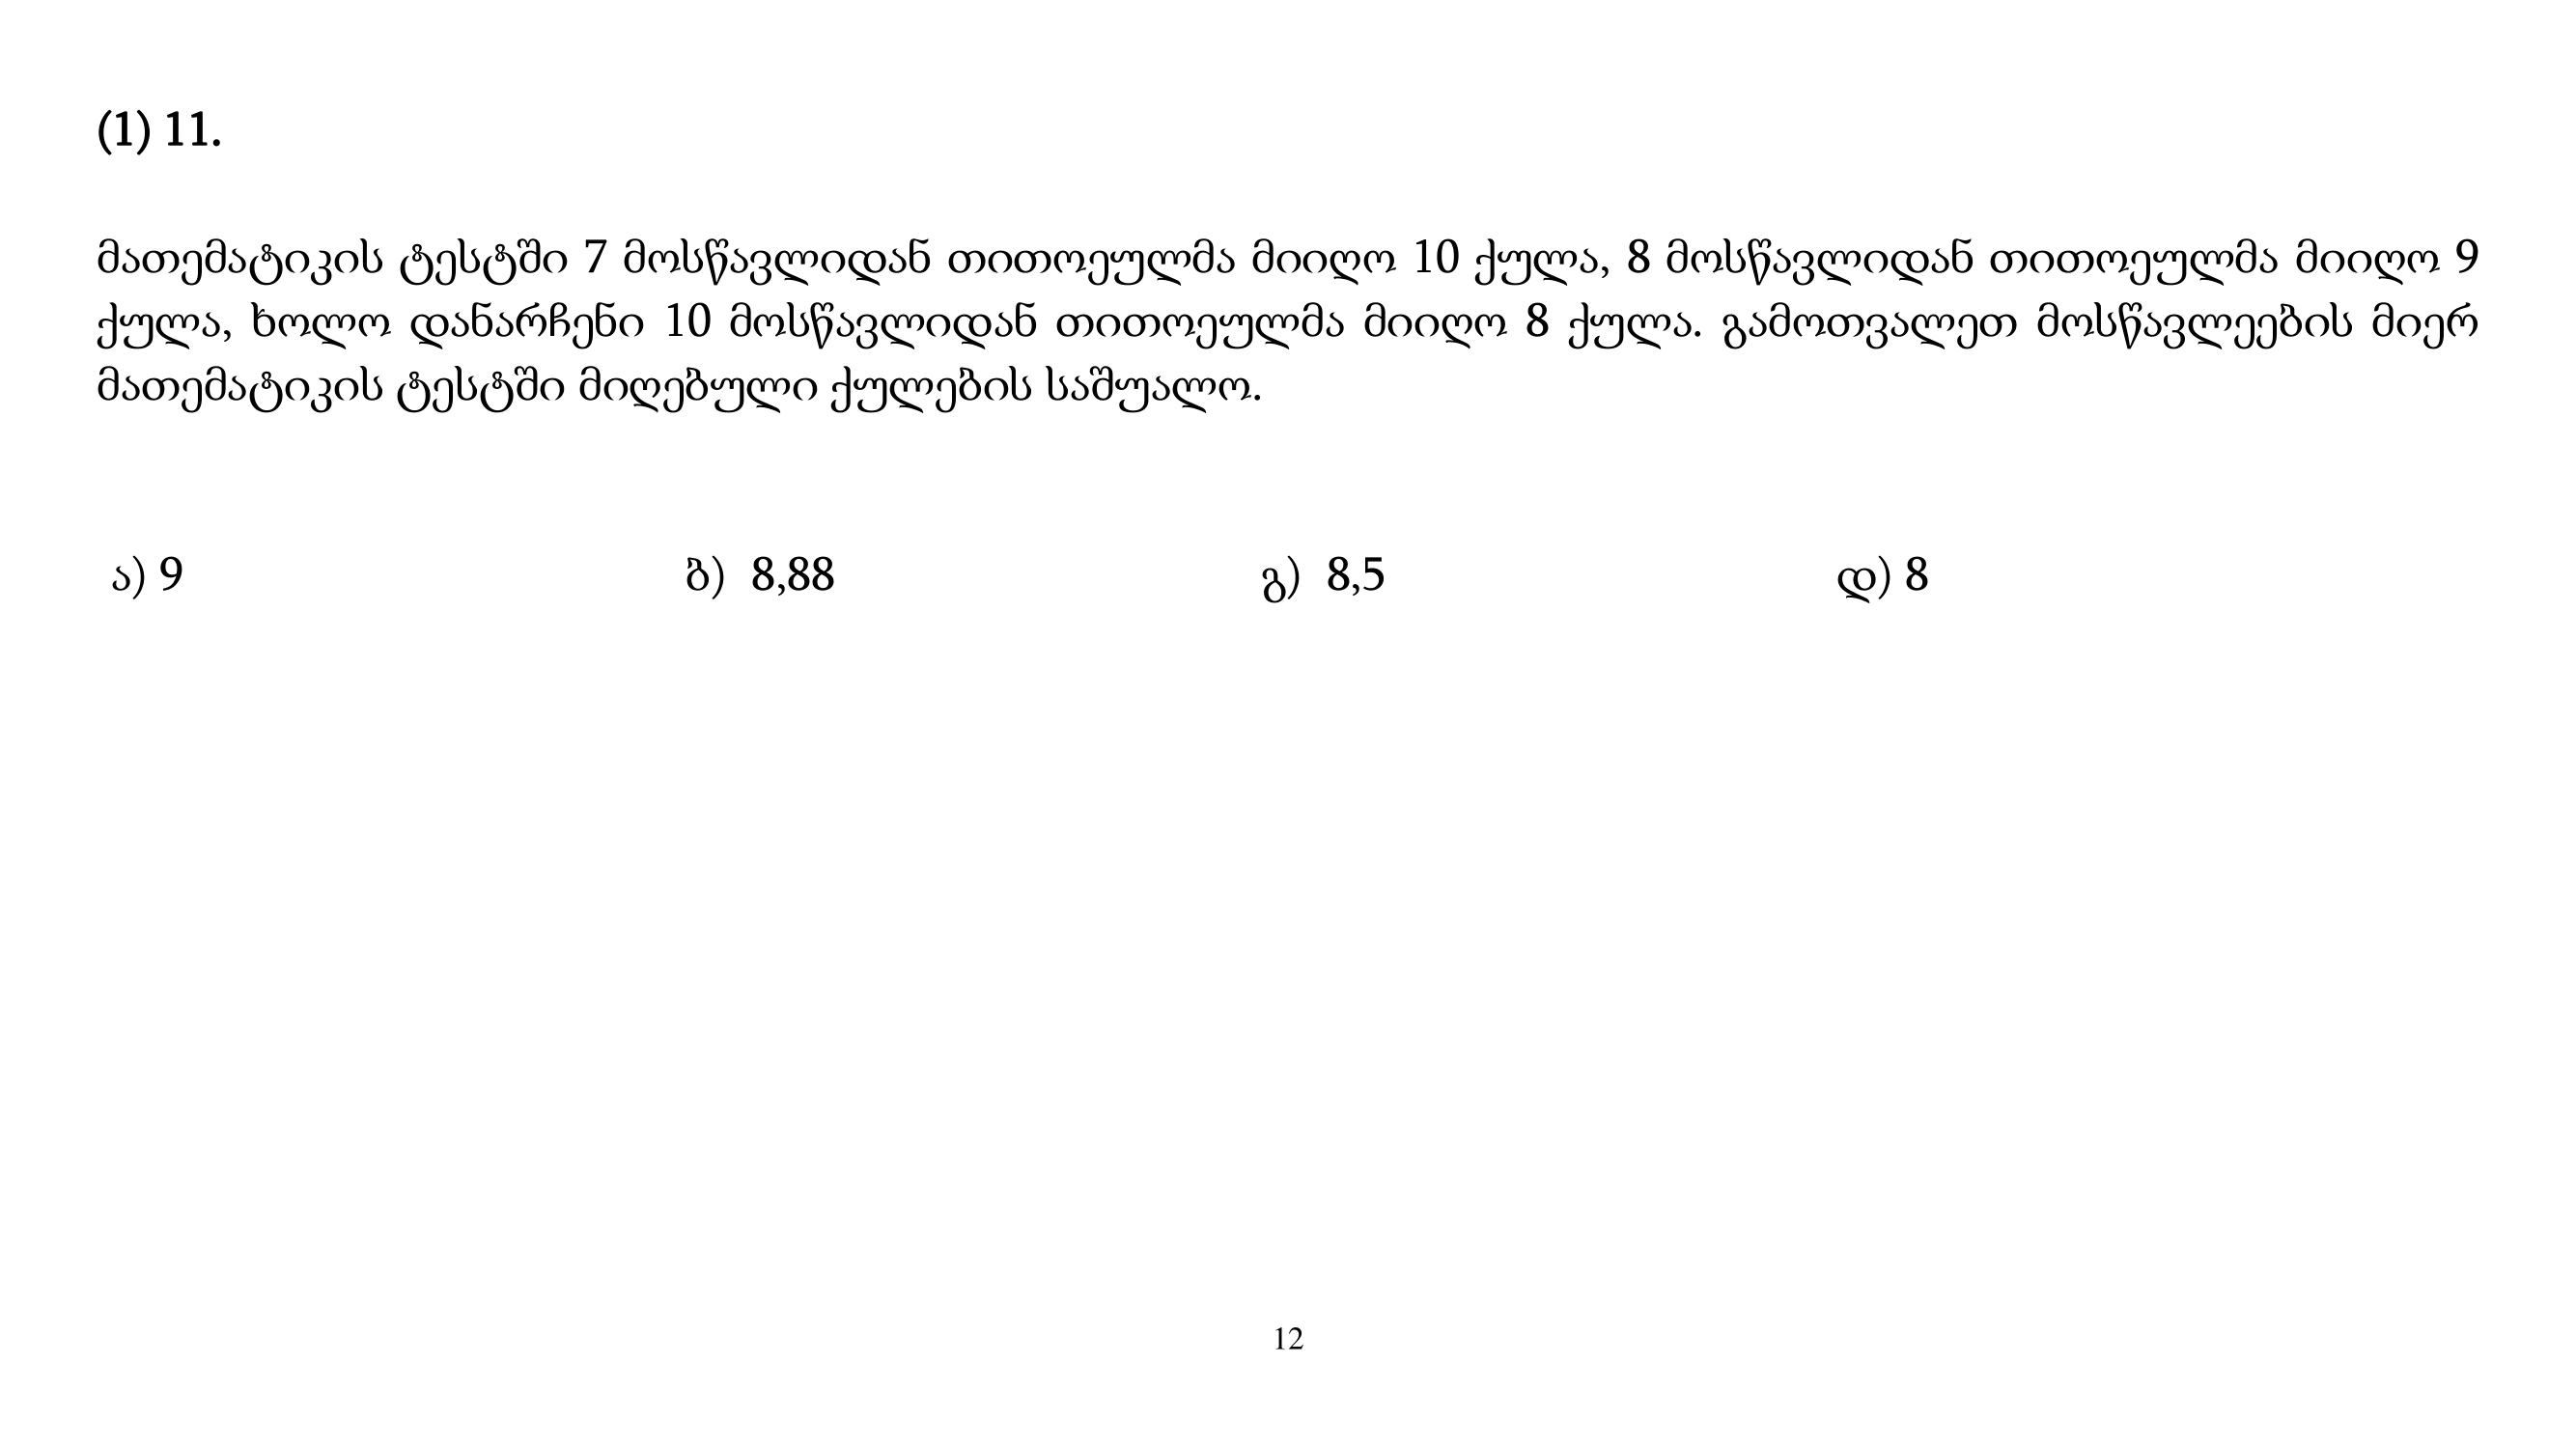 (1) 11.
მათემატიკის ტესტში 7 მოსწავლიდან თითოეულმა მიიღო 10 ქულა, 8 მოსწავლიდან თითოეულმა მიიღო 9
ქულა, ხოლო დანარჩენი 10 მოსწავლიდან თითოეულმა მიიღო 8 ქულა. გამოთვალეთ მოსწავლეების მიერ
მათემატიკის ტესტში მიღებული ქულების საშუალო.
ა) 9 ბ) 8,88 გ) 8,5 დ) 8
12